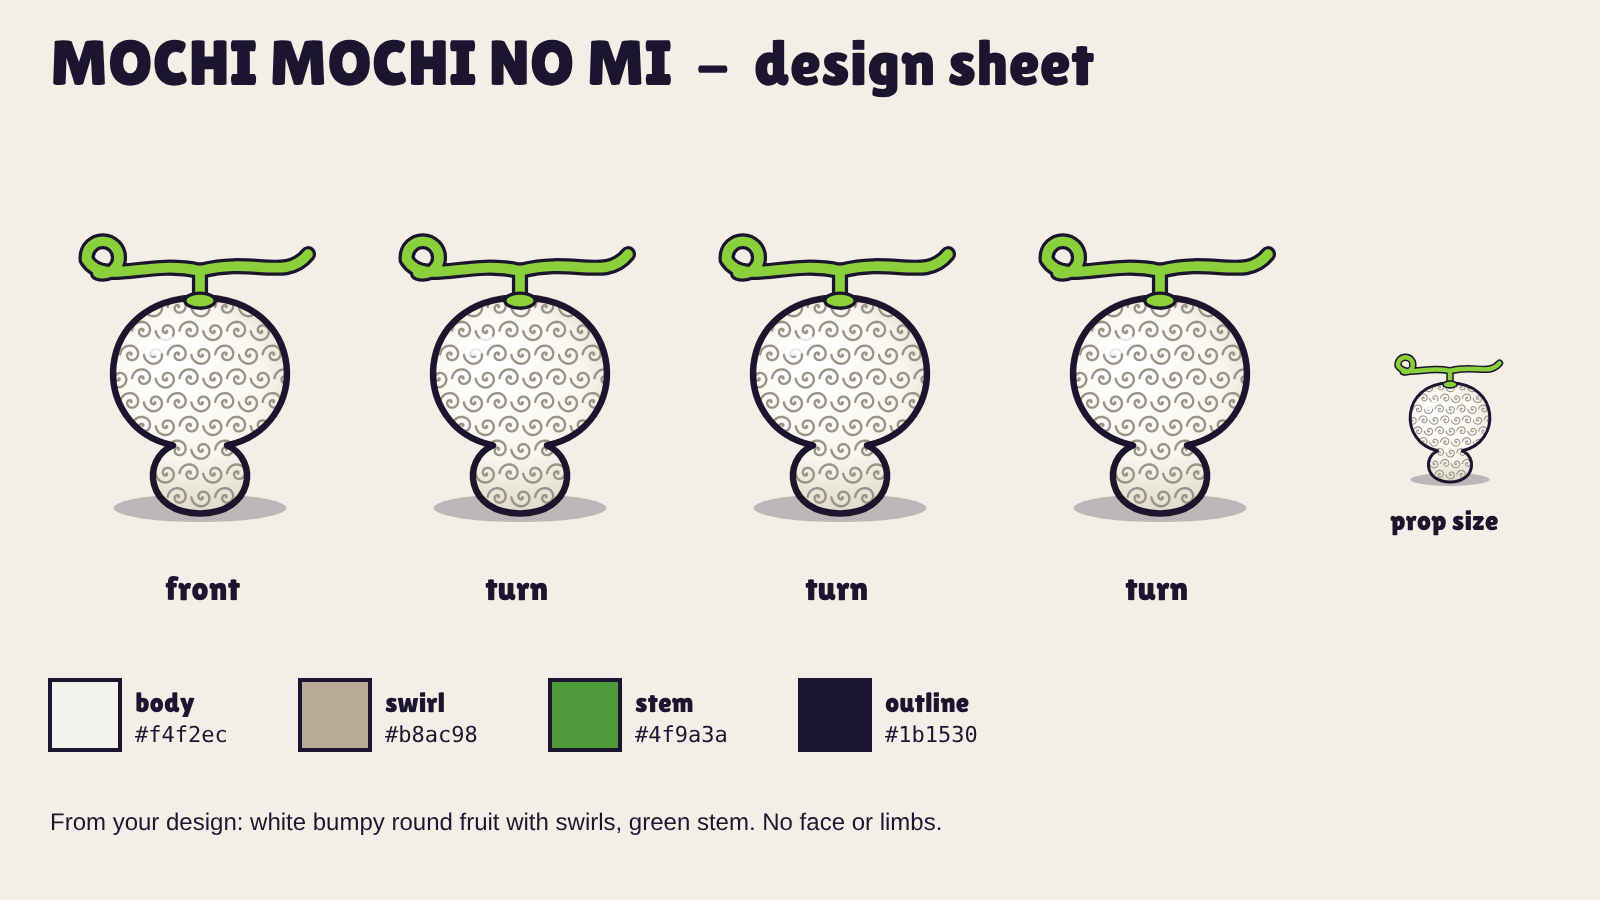 MOCHI MOCHI NO MI – design sheet
front
turn
turn
turn
prop size
body
#f4f2ec
swirl
#b8ac98
stem
#4f9a3a
outline
#1b1530
From your design: white bumpy round fruit with swirls, green stem. No face or limbs.